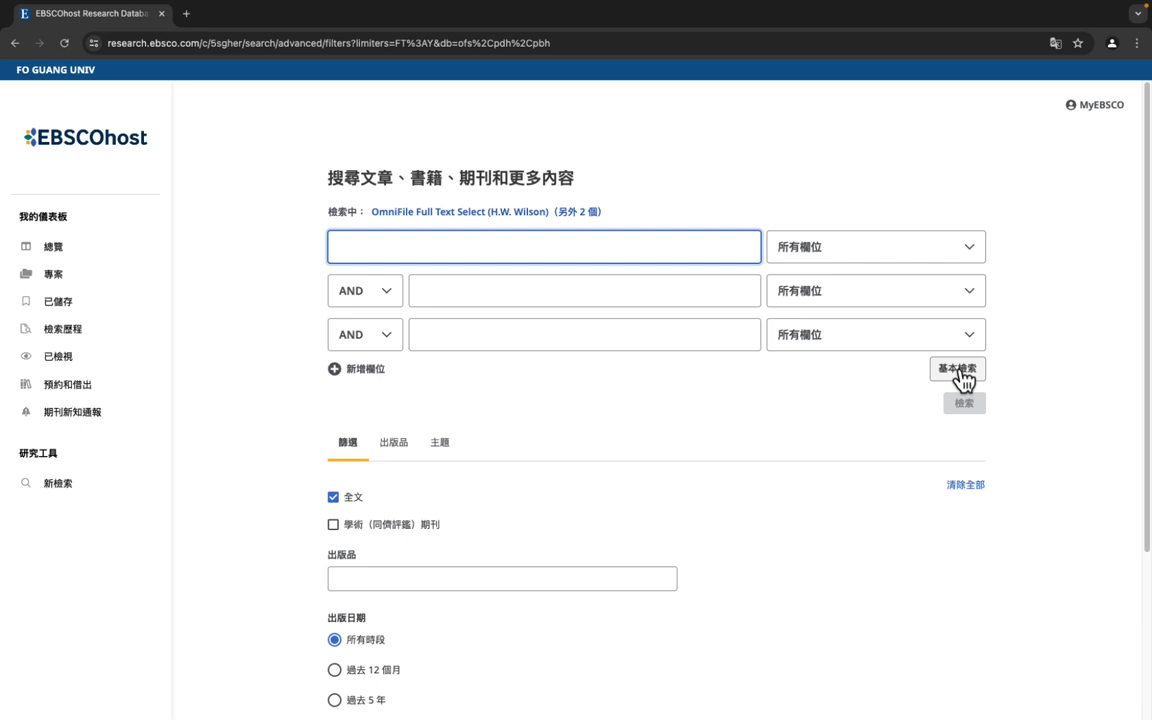 EBSCOhost Research Databa
research.ebsco.com/c/5sgher/search/advanced/filters?limiters=FT%3AY&db=ofs%2Cpdh%2Cpbh
FO GUANG UNIV
MyEBSCO
EBSCOhost
搜尋文章、書籍、期刊和更多內容
檢索中： OmniFile Full Text Select (H.W. Wilson)（另外 2 個）
我的儀表板
總覽
專案
已儲存
檢索歷程
已檢視
預約和借出
期刊新知通報
研究工具
新檢索
所有欄位
AND 所有欄位
AND 所有欄位
新增欄位
基本檢索
檢索
篩選 出版品 主題
清除全部
全文
學術（同儕評鑑）期刊
出版品
出版日期
所有時段
過去 12 個月
過去 5 年